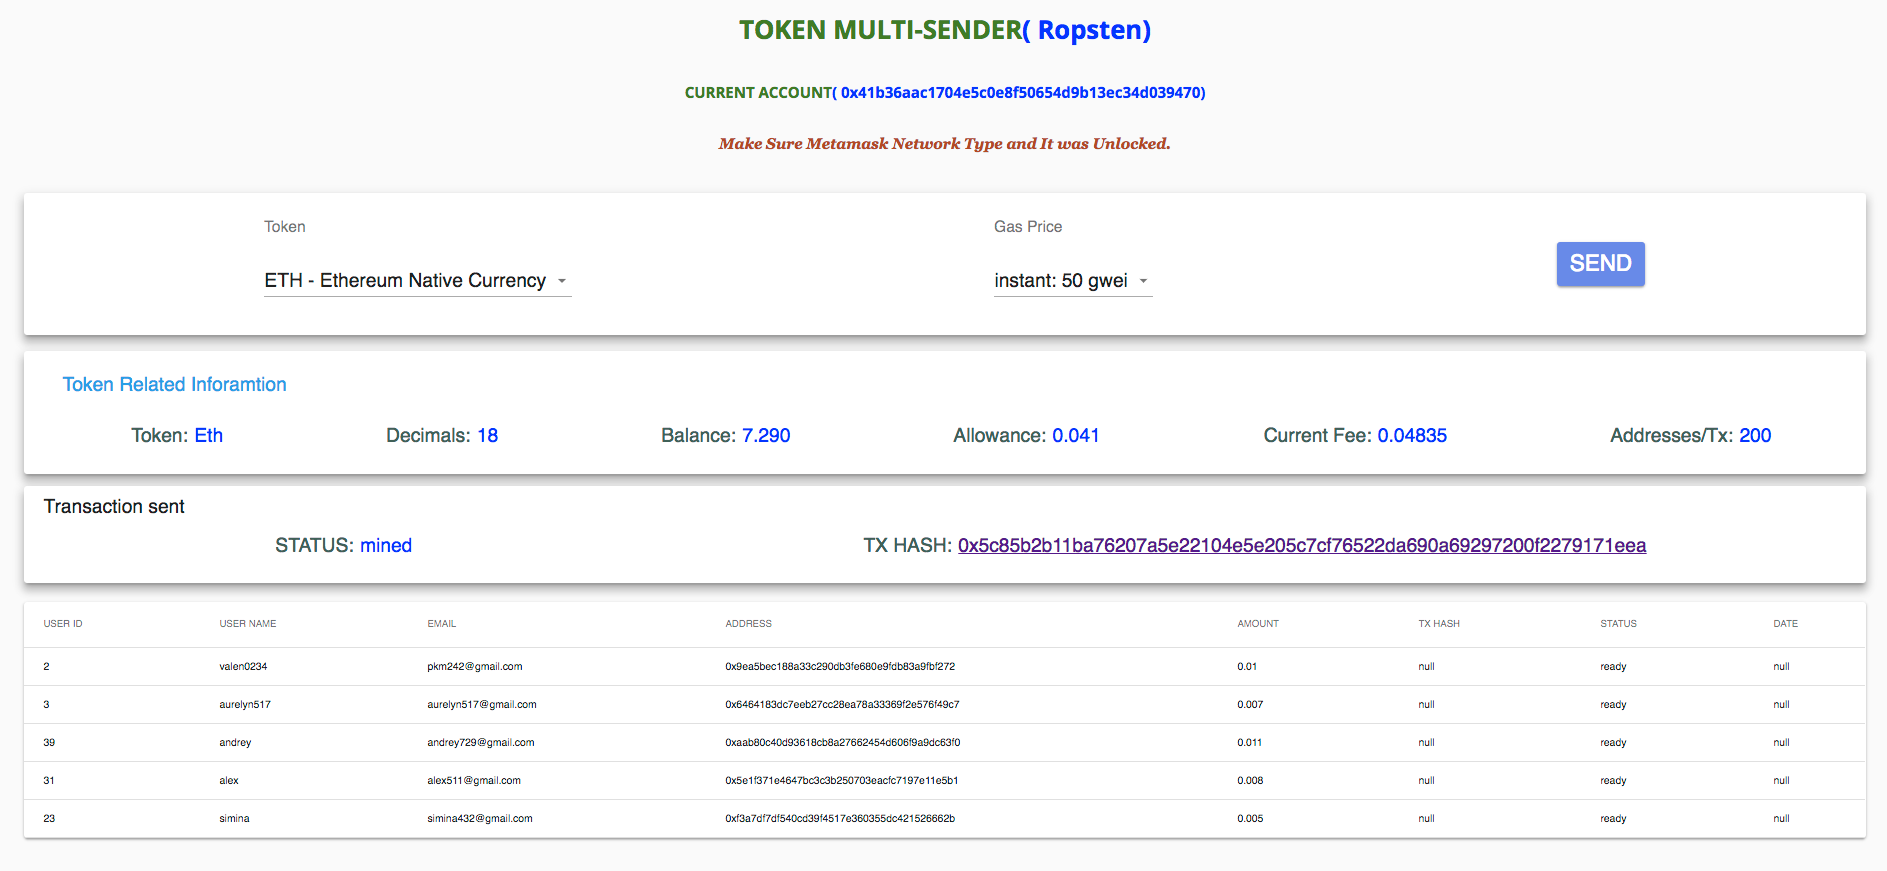 TOKEN MULTI-SENDER( Ropsten)
CURRENT ACCOUNT( 0x41b36aac1704e5c0e8f50654d9b13ec34d039470)
Make Sure Metamask Network Type and It was Unlocked.
Token Gas Price
ETH - Ethereum Native Currency instant: 50 gwei SEND
Token Related Inforamtion
Token: Eth Decimals: 18 Balance: 7.290 Allowance: 0.041 Current Fee: 0.04835 Addresses/Tx: 200
Transaction sent
STATUS: mined TX HASH: 0x5c85b2b11ba76207a5e22104e5e205c7cf76522da690a69297200f2279171eea
USER ID USER NAME EMAIL ADDRESS AMOUNT TX HASH STATUS DATE
2 valen0234 pkm242@gmail.com 0x9ea5bec188a33c290db3fe680e9fdb83a9fbf272 0.01 null ready null
3 aurelyn517 aurelyn517@gmail.com 0x6464183dc7eeb27cc28ea78a33369f2e576f49c7 0.007 null ready null
39 andrey andrey729@gmail.com 0xaab80c40d93618cb8a27662454d606f9a9dc63f0 0.011 null ready null
31 alex alex511@gmail.com 0x5e1f371e4647bc3c3b250703eacfc7197e11e5b1 0.008 null ready null
23 simina simina432@gmail.com 0xf3a7df7df540cd39f4517e360355dc421526662b 0.005 null ready null